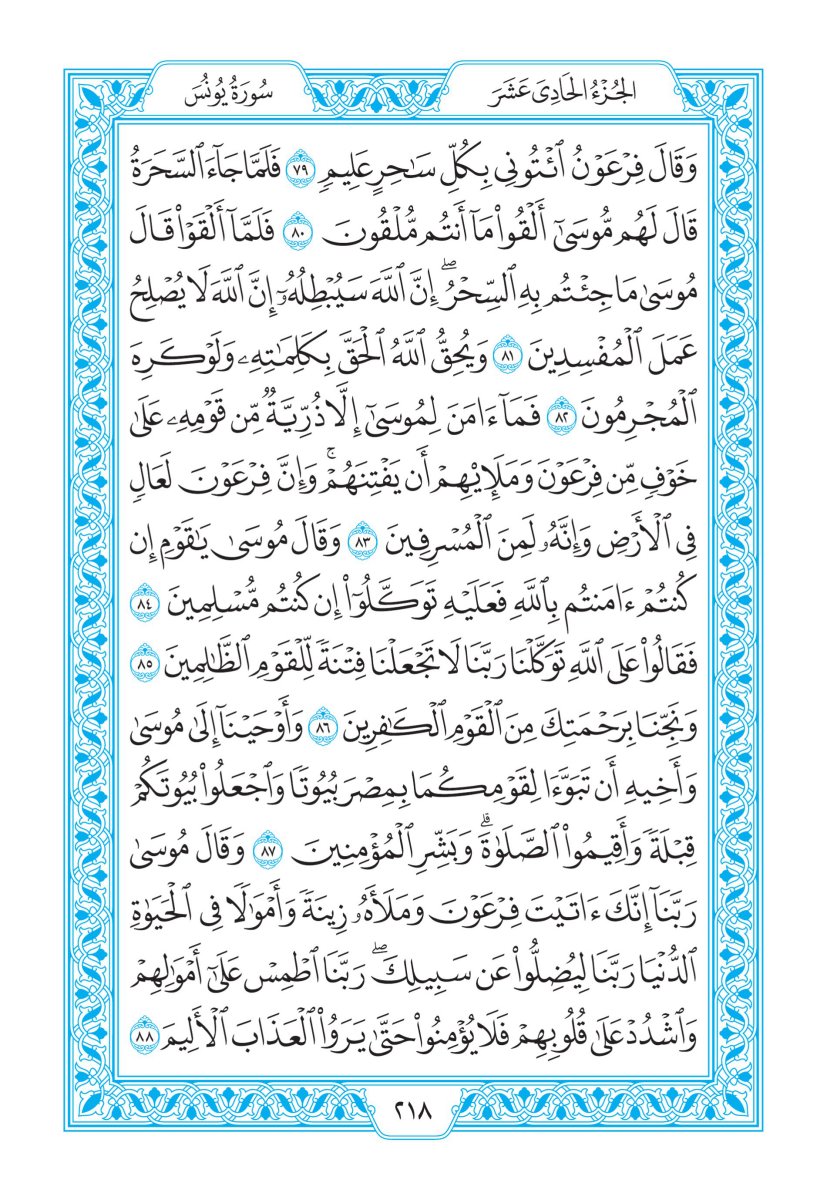 الجُزْءُ الحَادِىَ عَشَرَ
سُورَةُ يُونُسَ
وَقَالَ فِرْعَوْنُ ٱئْتُونِى بِكُلِّ سَـٰحِرٍ عَلِيمٍ ٧٩ فَلَمَّا جَآءَ ٱلسَّحَرَةُ
قَالَ لَهُم مُّوسَىٰٓ أَلْقُوا۟ مَآ أَنتُم مُّلْقُونَ ٨٠ فَلَمَّآ أَلْقَوْا۟ قَالَ
مُوسَىٰ مَا جِئْتُم بِهِ ٱلسِّحْرُ ۖ إِنَّ ٱللَّهَ سَيُبْطِلُهُۥٓ إِنَّ ٱللَّهَ لَا يُصْلِحُ
عَمَلَ ٱلْمُفْسِدِينَ ٨١ وَيُحِقُّ ٱللَّهُ ٱلْحَقَّ بِكَلِمَـٰتِهِۦ وَلَوْ كَرِهَ
ٱلْمُجْرِمُونَ ٨٢ فَمَآ ءَامَنَ لِمُوسَىٰٓ إِلَّا ذُرِّيَّةٌ مِّن قَوْمِهِۦ عَلَىٰ
خَوْفٍ مِّن فِرْعَوْنَ وَمَلَإِي۟هِمْ أَن يَفْتِنَهُمْ ۚ وَإِنَّ فِرْعَوْنَ لَعَالٍ
فِى ٱلْأَرْضِ وَإِنَّهُۥ لَمِنَ ٱلْمُسْرِفِينَ ٨٣ وَقَالَ مُوسَىٰ يَـٰقَوْمِ إِن
كُنتُمْ ءَامَنتُم بِٱللَّهِ فَعَلَيْهِ تَوَكَّلُوٓا۟ إِن كُنتُم مُّسْلِمِينَ ٨٤
فَقَالُوا۟ عَلَى ٱللَّهِ تَوَكَّلْنَا رَبَّنَا لَا تَجْعَلْنَا فِتْنَةً لِّلْقَوْمِ ٱلظَّـٰلِمِينَ ٨٥
وَنَجِّنَا بِرَحْمَتِكَ مِنَ ٱلْقَوْمِ ٱلْكَـٰفِرِينَ ٨٦ وَأَوْحَيْنَآ إِلَىٰ مُوسَىٰ
وَأَخِيهِ أَن تَبَوَّءَا لِقَوْمِكُمَا بِمِصْرَ بُيُوتًا وَٱجْعَلُوا۟ بُيُوتَكُمْ
قِبْلَةً وَأَقِيمُوا۟ ٱلصَّلَوٰةَ ۗ وَبَشِّرِ ٱلْمُؤْمِنِينَ ٨٧ وَقَالَ مُوسَىٰ
رَبَّنَآ إِنَّكَ ءَاتَيْتَ فِرْعَوْنَ وَمَلَأَهُۥ زِينَةً وَأَمْوَٰلًا فِى ٱلْحَيَوٰةِ
ٱلدُّنْيَا رَبَّنَا لِيُضِلُّوا۟ عَن سَبِيلِكَ ۖ رَبَّنَا ٱطْمِسْ عَلَىٰٓ أَمْوَٰلِهِمْ
وَٱشْدُدْ عَلَىٰ قُلُوبِهِمْ فَلَا يُؤْمِنُوا۟ حَتَّىٰ يَرَوُا۟ ٱلْعَذَابَ ٱلْأَلِيمَ ٨٨
٢١٨